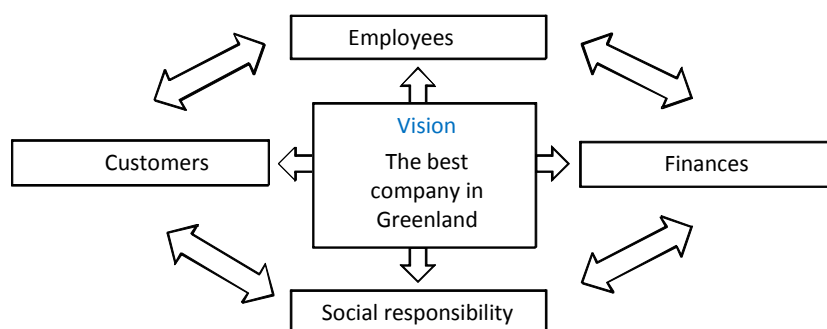 Employees
Customers
Vision
The best
company in
Greenland
Finances
Social responsibility